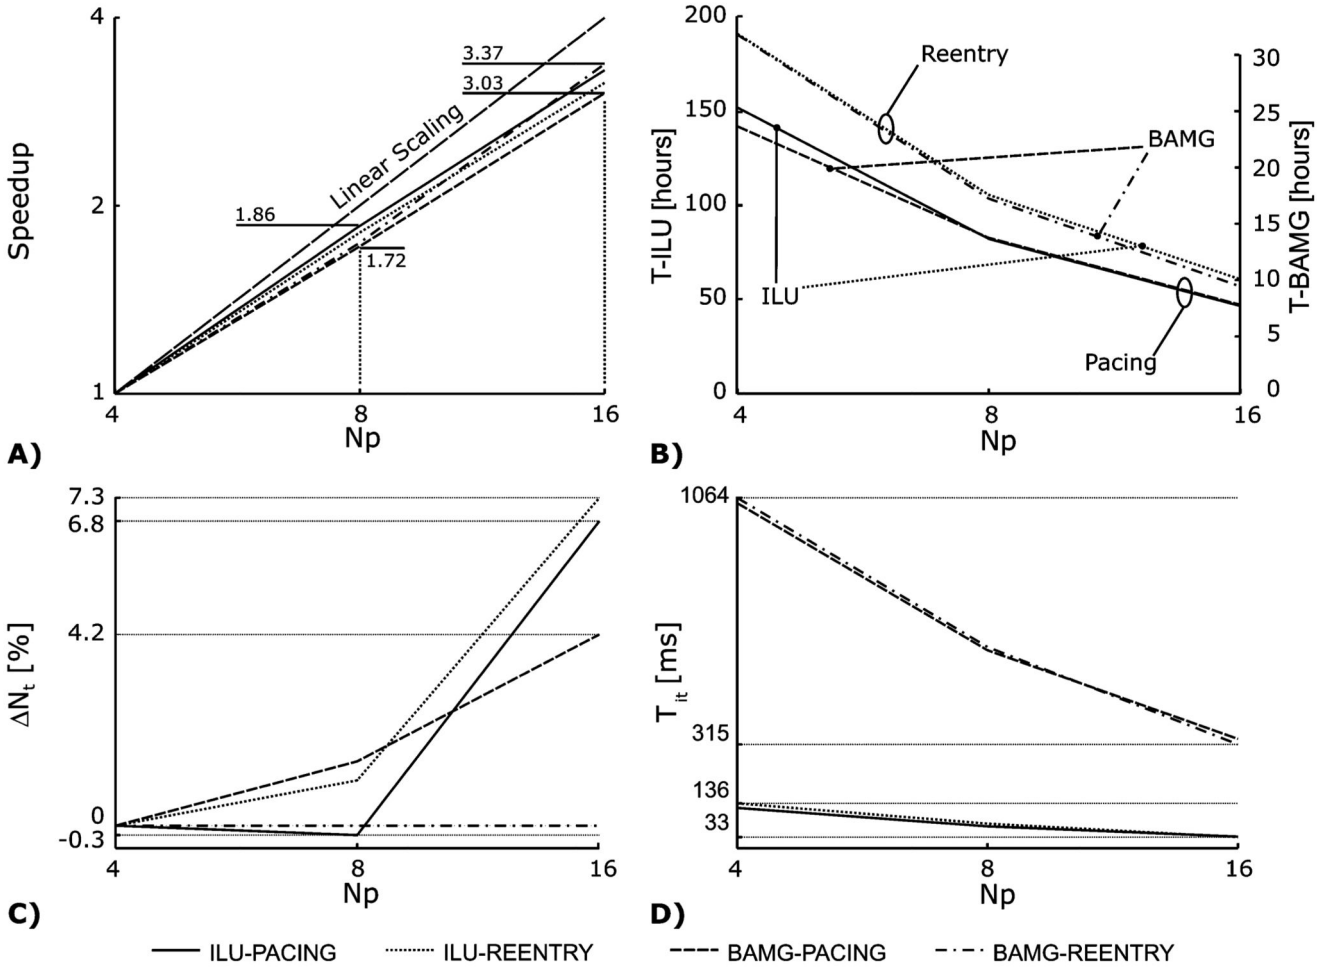 4
2
1
Speedup
Linear Scaling
3.37
3.03
1.86
1.72
4
8
16
Np
A)
200
150
100
50
0
T-ILU [hours]
Reentry
BAMG
ILU
Pacing
30
25
20
15
10
5
0
T-BAMG [hours]
4
8
16
Np
B)
7.3
6.8
4.2
0
-0.3
ΔNt [%]
4
8
16
Np
C)
1064
315
136
33
Tit [ms]
4
8
16
Np
D)
ILU-PACING
ILU-REENTRY
BAMG-PACING
BAMG-REENTRY